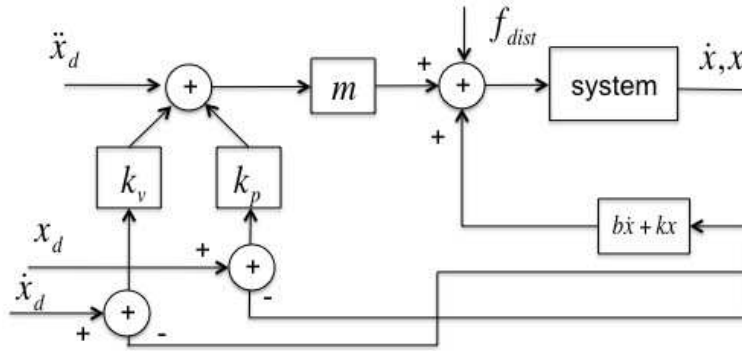 ẍ_d
f_dist
ẋ, x
+
+
m
+
system
+
k_v
k_p
bẋ + kx
x_d
+
+
-
ẋ_d
+
+
-